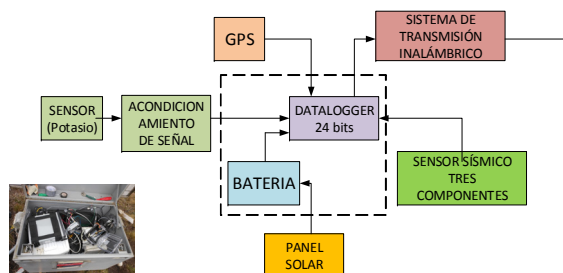 GPS
SISTEMA DE
TRANSMISIÓN
INALÁMBRICO
SENSOR
(Potasio)
ACONDICION
AMIENTO
DE SEÑAL
DATALOGGER
24 bits
BATERIA
SENSOR SÍSMICO
TRES
COMPONENTES
PANEL
SOLAR